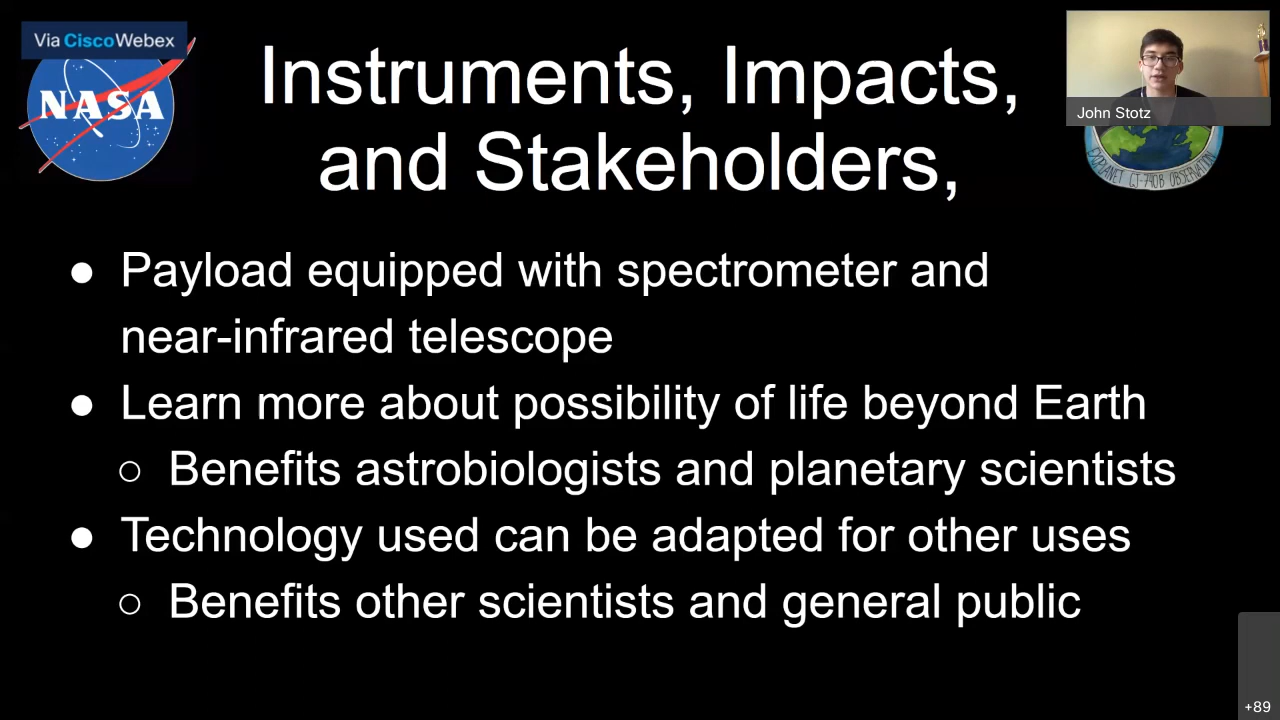 Via Cisco Webex
NASA
Instruments, Impacts,
and Stakeholders,
John Stotz
● Payload equipped with spectrometer and
near-infrared telescope
● Learn more about possibility of life beyond Earth
○ Benefits astrobiologists and planetary scientists
● Technology used can be adapted for other uses
○ Benefits other scientists and general public
+89